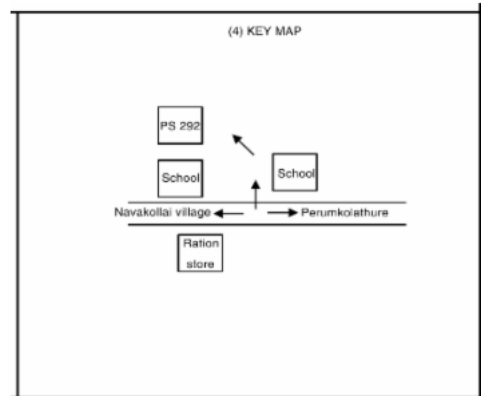 (4) KEY MAP
PS 292
School
School
Navakollai village
Perumkolathure
Ration
store